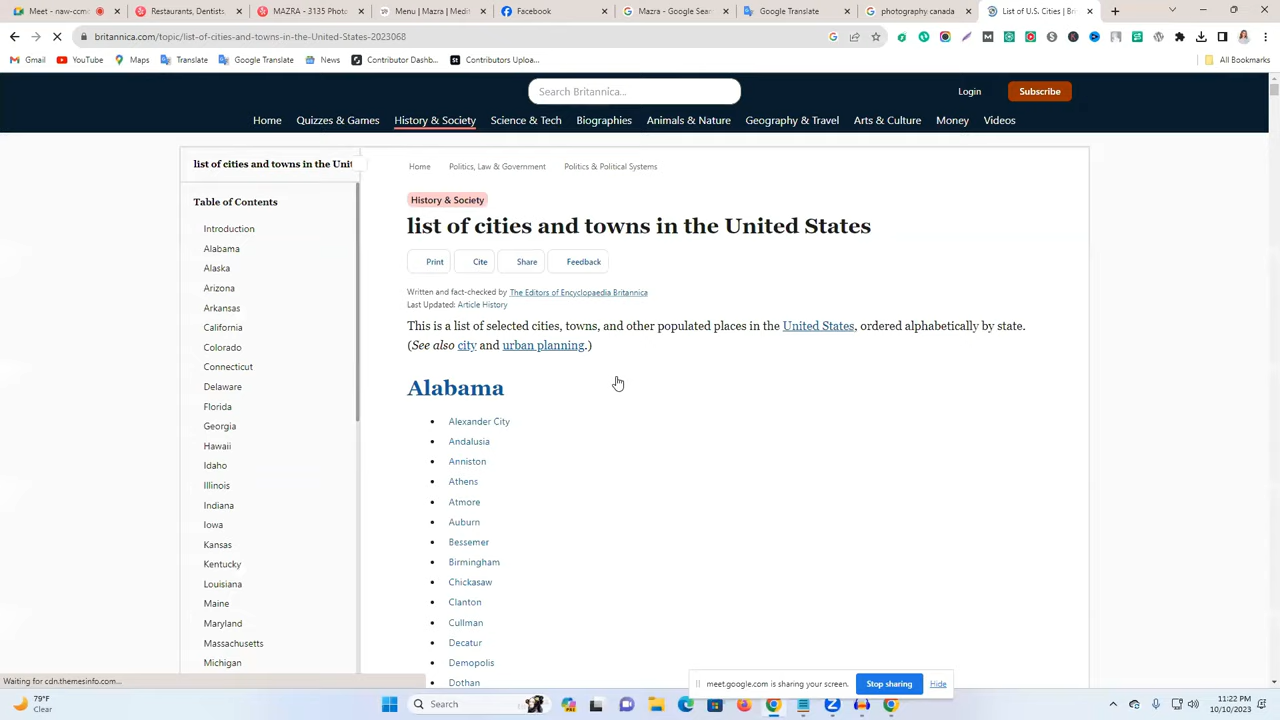 Meet - new-comc
Restaurants, Dentists
MAZRA - 3135 Photo
Menu | Mazra | Medit
Facebook
Mazra - Google Sear
Google Translate
photography canada
List of U.S. Cities | Bri
britannica.com/topic/list-of-cities-and-towns-in-the-United-States-2023068
Gmail
YouTube
Maps
Translate
Google Translate
News
Contributor Dashb...
Contributors Uploa...
All Bookmarks
Search Britannica...
Login
Subscribe
Home
Quizzes & Games
History & Society
Science & Tech
Biographies
Animals & Nature
Geography & Travel
Arts & Culture
Money
Videos
list of cities and towns in the Unit
Table of Contents
Introduction
Alabama
Alaska
Arizona
Arkansas
California
Colorado
Connecticut
Delaware
Florida
Georgia
Hawaii
Idaho
Illinois
Indiana
Iowa
Kansas
Kentucky
Louisiana
Maine
Maryland
Massachusetts
Michigan
Home
Politics, Law & Government
Politics & Political Systems
History & Society
list of cities and towns in the United States
Print
Cite
Share
Feedback
Written and fact-checked by The Editors of Encyclopaedia Britannica
Last Updated: Article History
This is a list of selected cities, towns, and other populated places in the United States, ordered alphabetically by state.
(See also city and urban planning.)
Alabama
Alexander City
Andalusia
Anniston
Athens
Atmore
Auburn
Bessemer
Birmingham
Chickasaw
Clanton
Cullman
Decatur
Demopolis
Dothan
Waiting for cdn.themesinfo.com...
meet.google.com is sharing your screen.
Stop sharing
Hide
79°F
Clear
Search
11:22 PM
10/10/2023